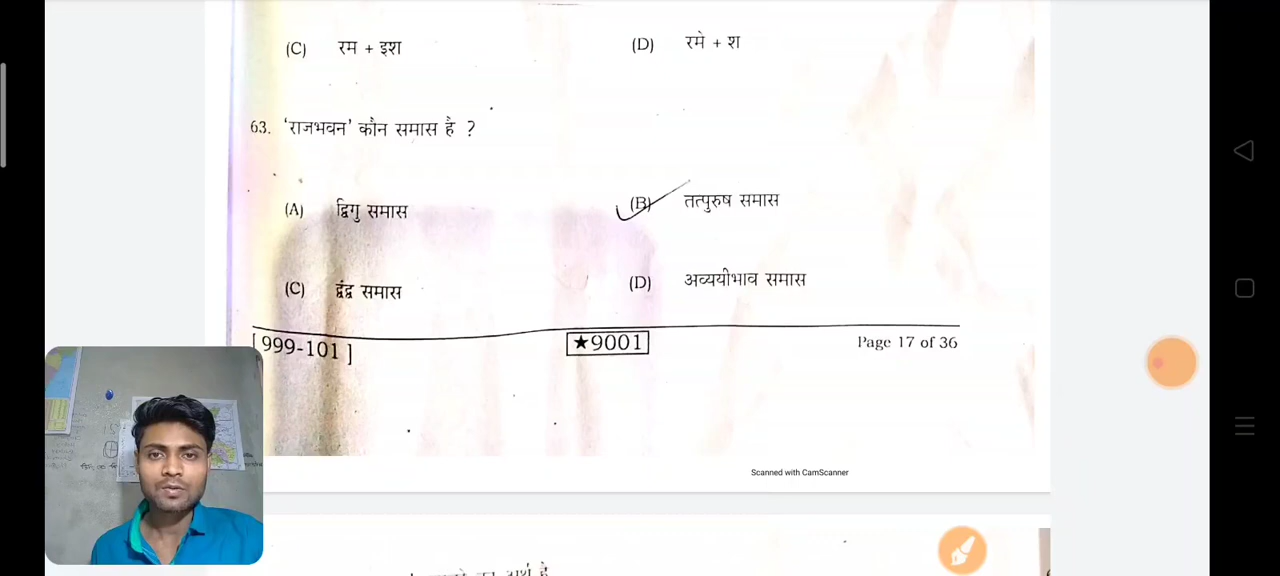 (C) रम + इश (D) रमे + श
63. ‘राजभवन’ कौन समास है ?
(A) द्विगु समास (B) तत्पुरुष समास
(C) द्वंद्व समास (D) अव्ययीभाव समास
[ 999-101 ] ★9001 Page 17 of 36
Scanned with CamScanner
अर्थ है